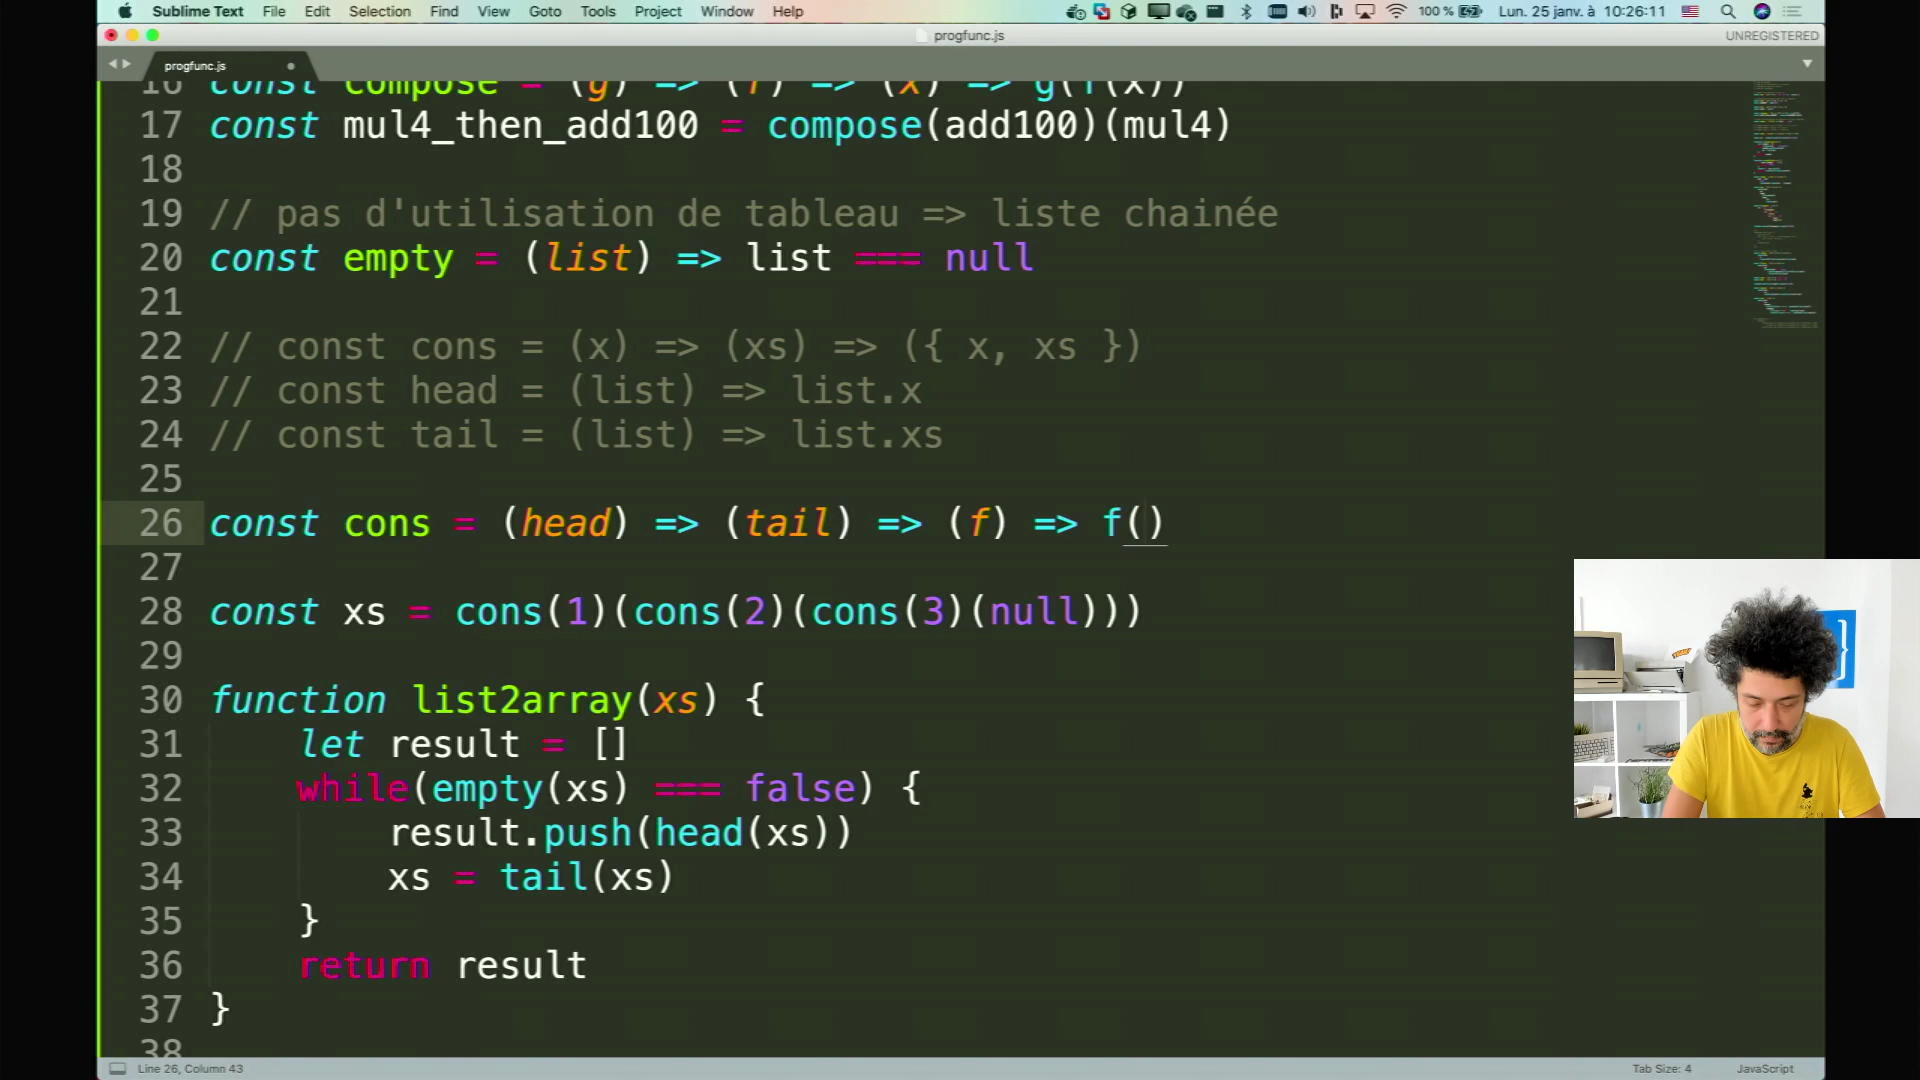 Sublime Text File Edit Selection Find View Goto Tools Project Window Help 100 % Lun. 25 janv. à 10:26:11
progfunc.js UNREGISTERED
progfunc.js
16 const compose = (g) => (f) => (x) => g(f(x))
17 const mul4_then_add100 = compose(add100)(mul4)
18
19 // pas d'utilisation de tableau => liste chainée
20 const empty = (list) => list === null
21
22 // const cons = (x) => (xs) => ({ x, xs })
23 // const head = (list) => list.x
24 // const tail = (list) => list.xs
25
26 const cons = (head) => (tail) => (f) => f()
27
28 const xs = cons(1)(cons(2)(cons(3)(null)))
29
30 function list2array(xs) {
31 let result = []
32 while(empty(xs) === false) {
33 result.push(head(xs))
34 xs = tail(xs)
35 }
36 return result
37 }
38
Line 26, Column 43 Tab Size: 4 JavaScript